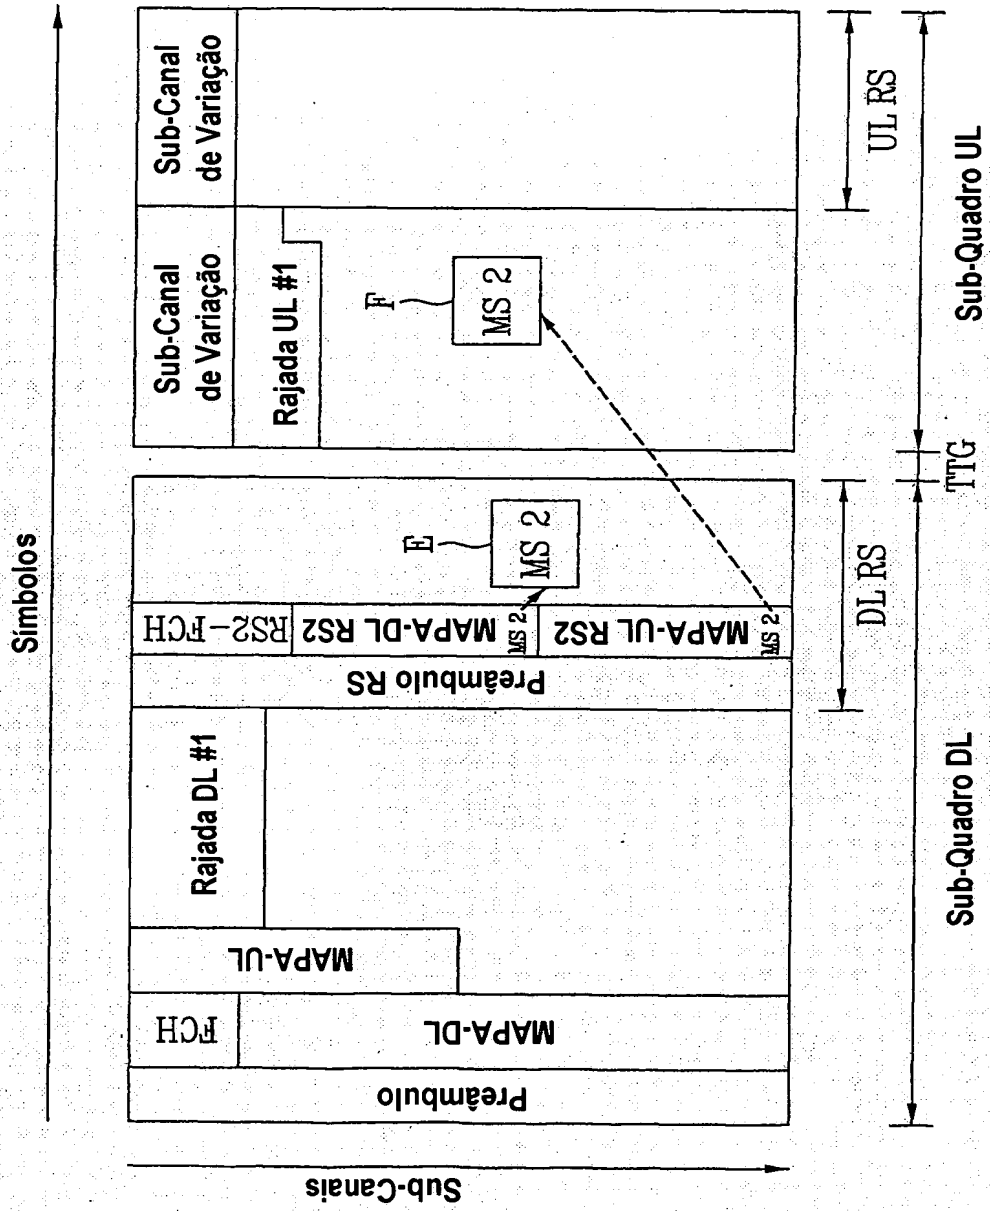 Símbolos
Sub-Canais
Preâmbulo
FCH
MAPA-DL
MAPA-UL
Rajada DL #1
Preâmbulo RS
RS2-FCH
MAPA-DL RS2
MS 2
MAPA-UL RS2
MS 2
E
MS 2
Sub-Canal
de Variação
Rajada UL #1
F
MS 2
Sub-Canal
de Variação
DL RS
UL RS
Sub-Quadro DL
TTG
Sub-Quadro UL